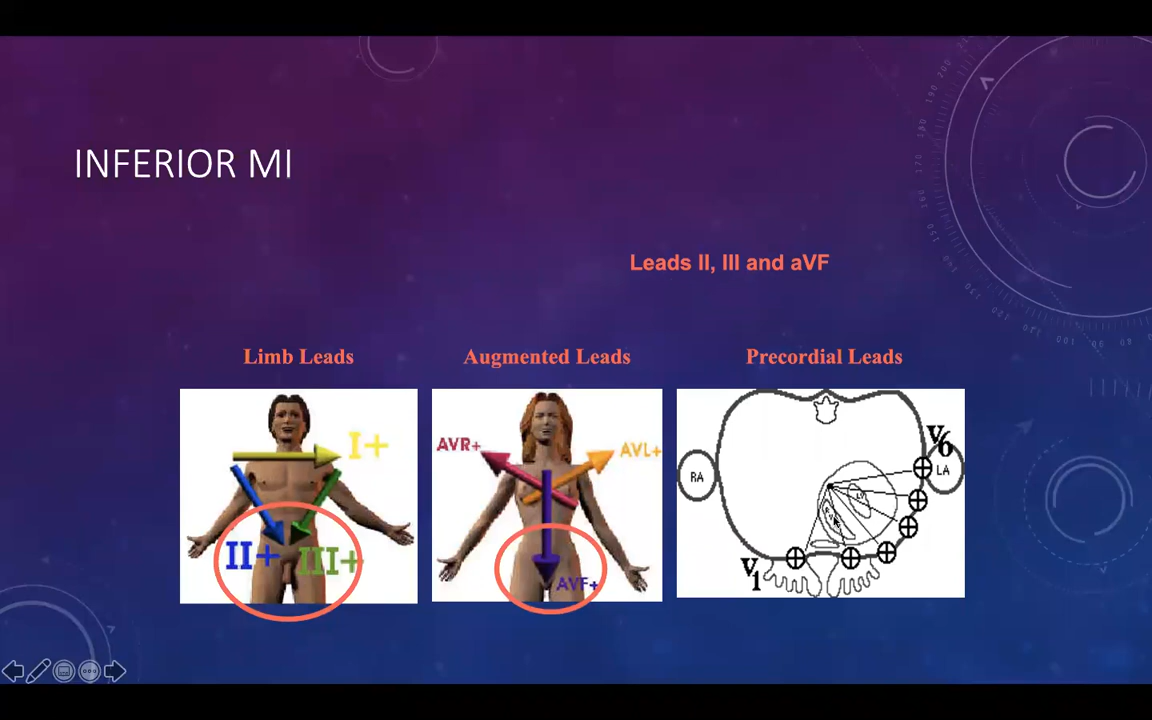 INFERIOR MI
Leads II, III and aVF
Limb Leads
Augmented Leads
Precordial Leads
I+
II+
III+
AVR+
AVL+
AVF+
V6
RA
LA
LV
V1